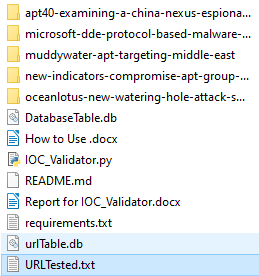 apt40-examining-a-china-nexus-espiona...
microsoft-dde-protocol-based-malware-...
muddywater-apt-targeting-middle-east
new-indicators-compromise-apt-group-...
oceanlotus-new-watering-hole-attack-s...
DatabaseTable.db
How to Use .docx
IOC_Validator.py
README.md
Report for IOC_Validator.docx
requirements.txt
urlTable.db
URLTested.txt